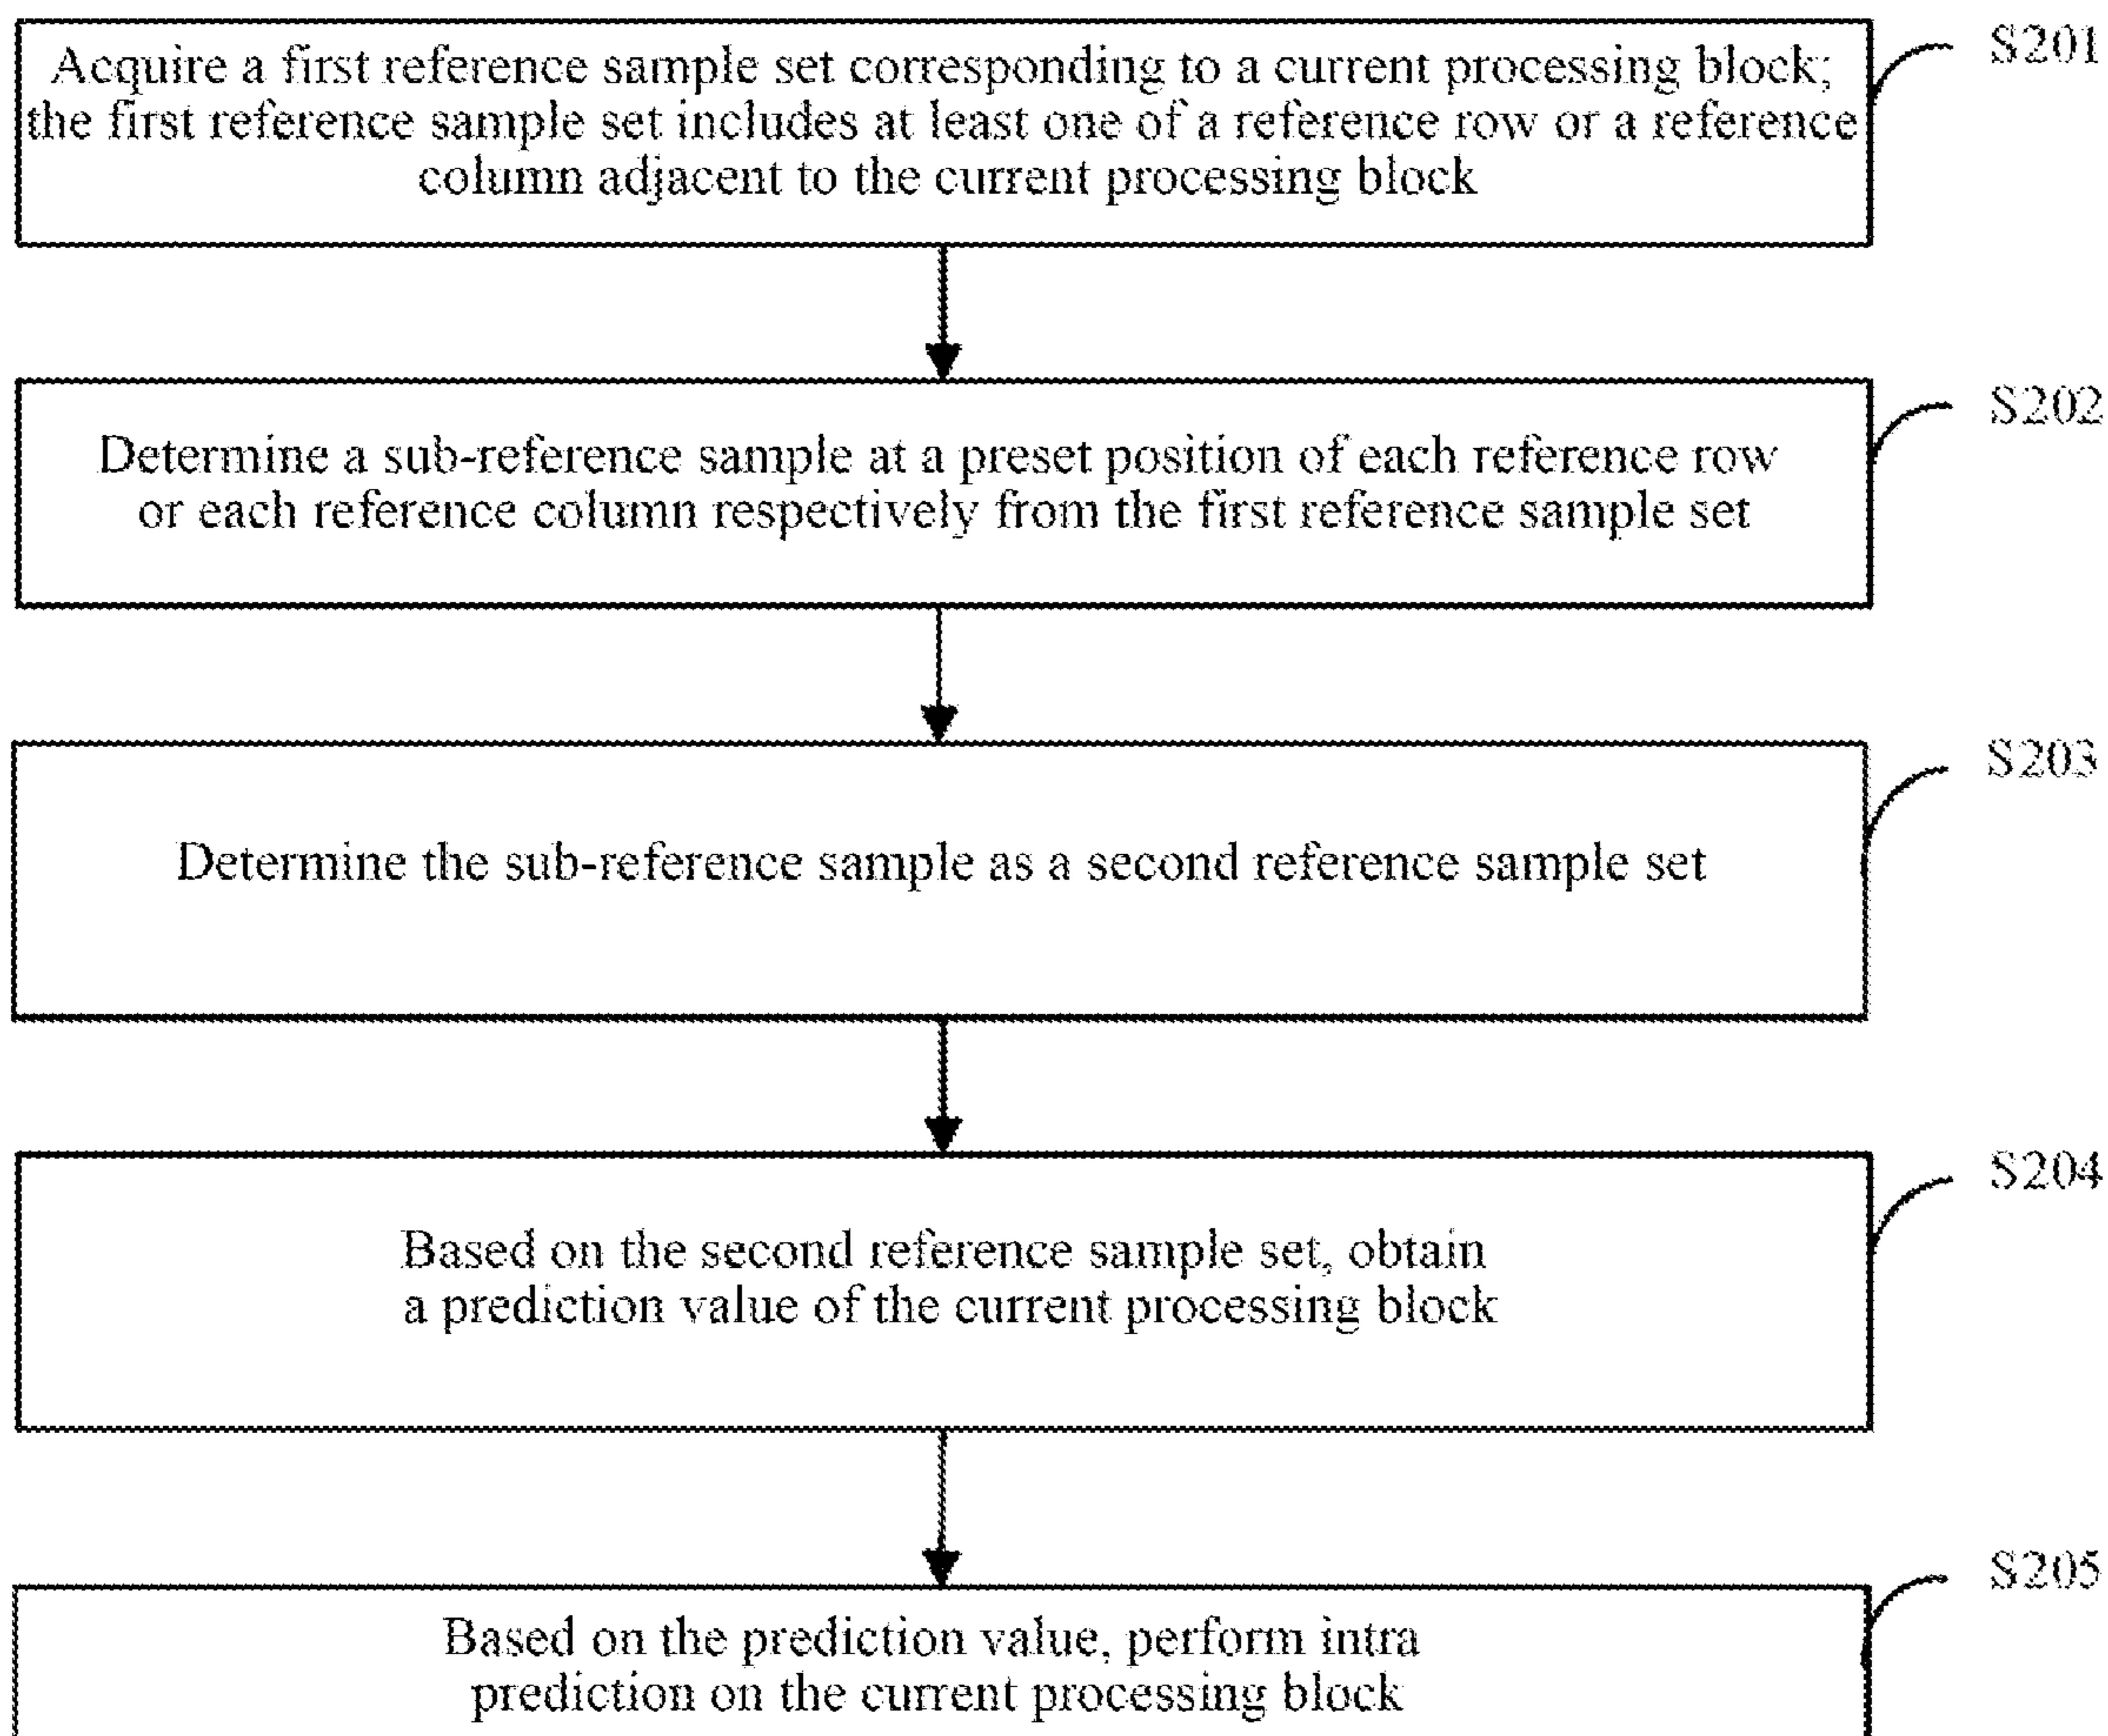 Acquire a first reference sample set corresponding to a current processing block;
the first reference sample set includes at least one of a reference row or a reference
column adjacent to the current processing block
S201
Determine a sub-reference sample at a preset position of each reference row
or each reference column respectively from the first reference sample set
S202
Determine the sub-reference sample as a second reference sample set
S203
Based on the second reference sample set, obtain
a prediction value of the current processing block
S204
Based on the prediction value, perform intra
prediction on the current processing block
S205